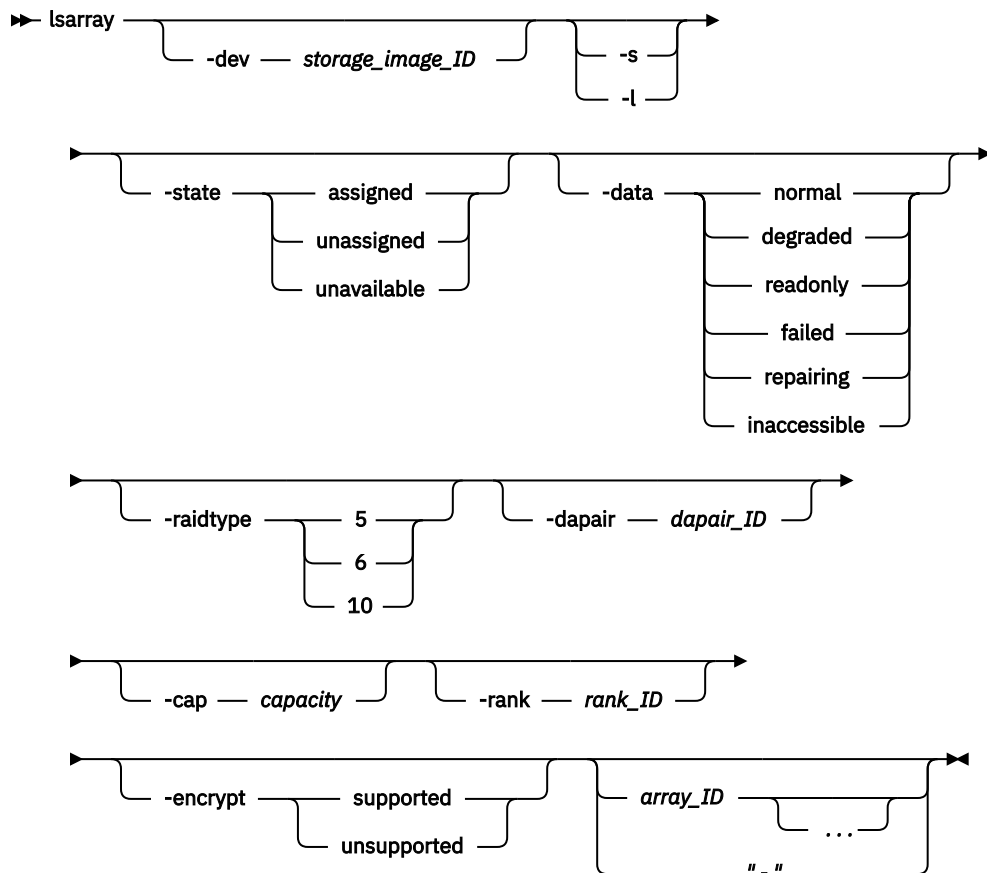 lsarray
-dev storage_image_ID -s
-l
-state assigned -data normal
unassigned degraded
unavailable readonly
failed
repairing
inaccessible
-raidtype 5 -dapair dapair_ID
6
10
-cap capacity -rank rank_ID
-encrypt supported array_ID
unsupported ...
" - "